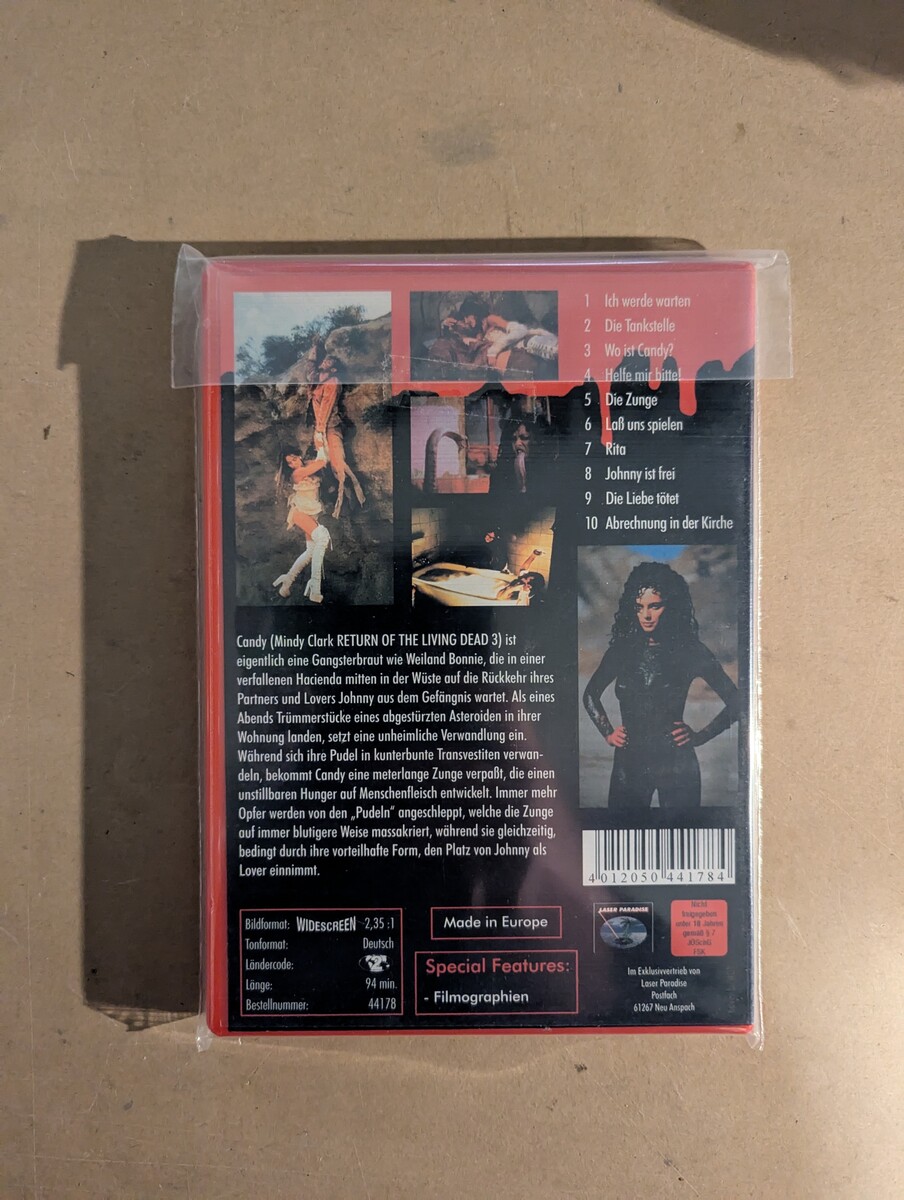 1 Ich werde warten
2 Die Tankstelle
3 Wo ist Candy?
4 Helfe mir bitte!
5 Die Zunge
6 Laß uns spielen
7 Rita
8 Johnny ist frei
9 Die Liebe tötet
10 Abrechnung in der Kirche
Candy (Mindy Clark RETURN OF THE LIVING DEAD 3) ist
eigentlich eine Gangsterbraut wie Weiland Bonnie, die in einer
verfallenen Hacienda mitten in der Wüste auf die Rückkehr ihres
Partners und Lovers Johnny aus dem Gefängnis wartet. Als eines
Abends Trümmerstücke eines abgestürzten Asteroiden in ihrer
Wohnung landen, setzt eine unheimliche Verwandlung ein.
Während sich ihre Pudel in kunterbunte Transvestiten verwan-
deln, bekommt Candy eine meterlange Zunge verpaßt, die einen
unstillbaren Hunger auf Menschenfleisch entwickelt. Immer mehr
Opfer werden von den „Pudeln“ angeschleppt, welche die Zunge
auf immer blutigere Weise massakriert, während sie gleichzeitig,
bedingt durch ihre vorteilhafte Form, den Platz von Johnny als
Lover einnimmt.
4 012050 441784
Bildformat: WIDESCREEN 2,35 :1
Tonformat: Deutsch
Ländercode: 2
Länge: 94 min.
Bestellnummer: 44178
Made in Europe
Special Features:
- Filmographien
LASER PARADISE
Nicht
freigegeben
unter 18 Jahren
gemäß § 7
JÖSchG
FSK
Im Exklusivvertrieb von
Laser Paradise
Postfach
61267 Neu Anspach